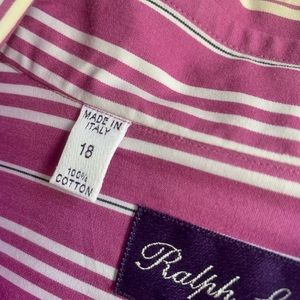 MADE IN
ITALY
18
100%
COTTON
Ralph